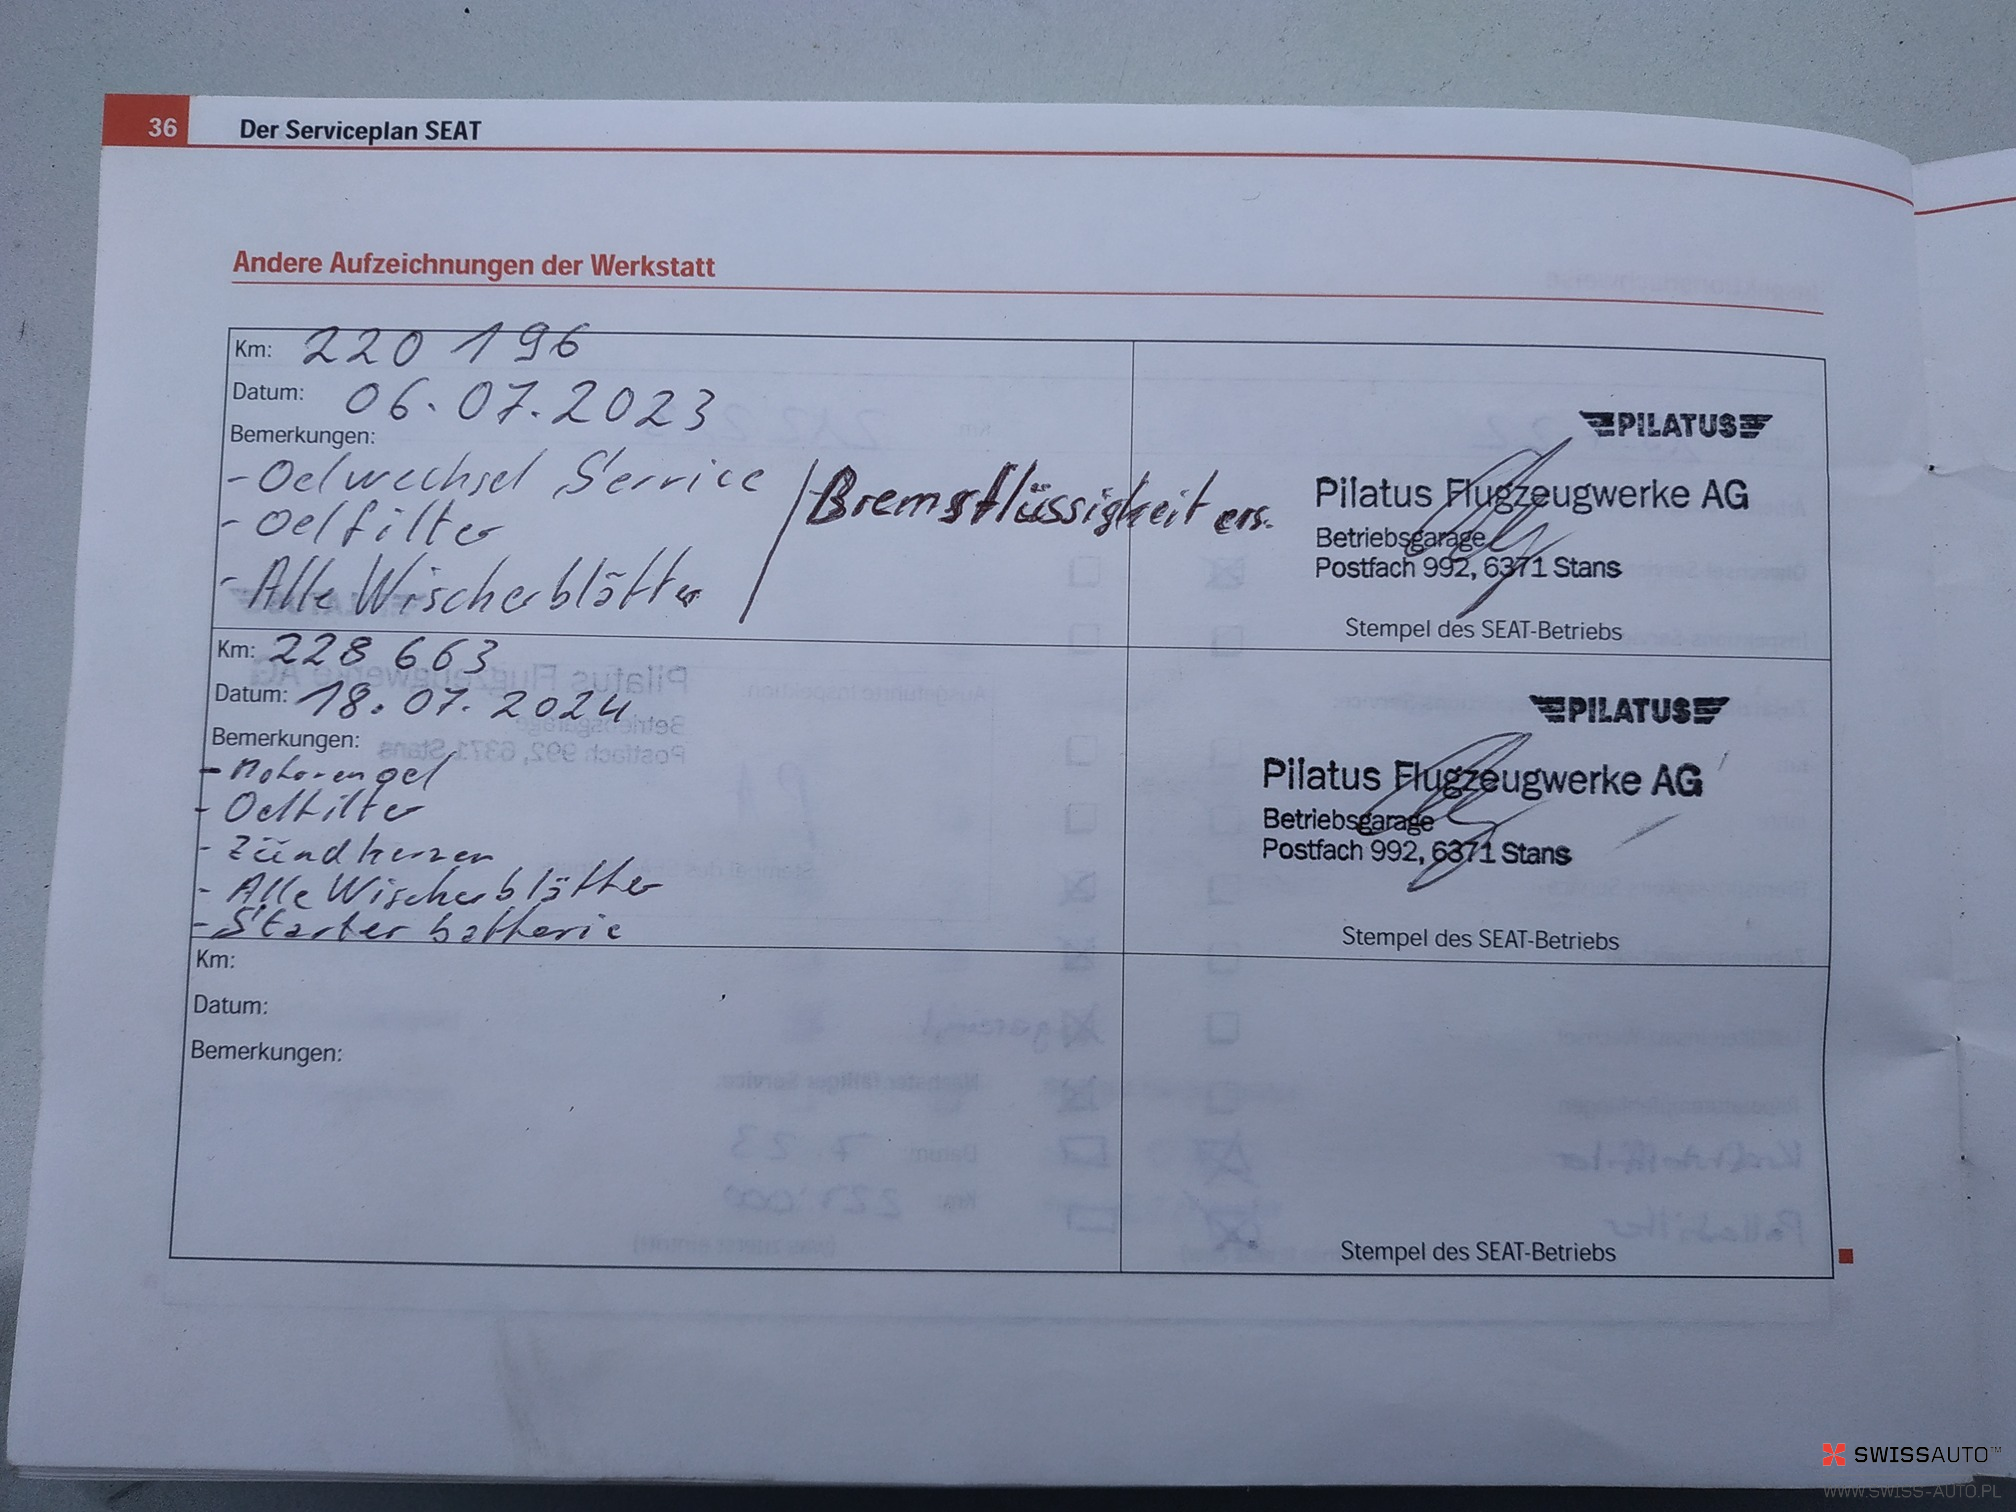 36 Der Serviceplan SEAT
Andere Aufzeichnungen der Werkstatt
Km: 220 196
Datum: 06.07.2023
Bemerkungen:
- Oelwechsel Service / Bremsflüssigkeit ers.
- Oelfilter
- Alle Wischerblätter
PILATUS
Pilatus Flugzeugwerke AG
Betriebsgarage
Postfach 992, 6371 Stans
Stempel des SEAT-Betriebs
Km: 228 663
Datum: 18.07.2024
Bemerkungen:
- Motorenoel
- Oelfilter
- Zündkerzen
- Alle Wischerblätter
- Starter batterie
PILATUS
Pilatus Flugzeugwerke AG
Betriebsgarage
Postfach 992, 6371 Stans
Stempel des SEAT-Betriebs
Km:
Datum:
Bemerkungen:
Stempel des SEAT-Betriebs
SWISSAUTO™
WWW.SWISS-AUTO.PL